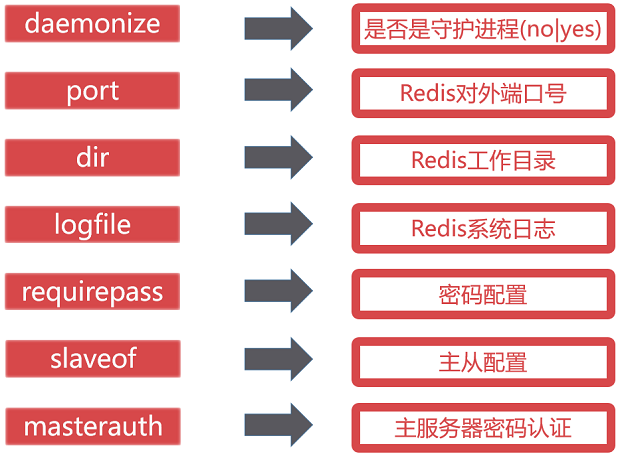 daemonize 是否是守护进程(no|yes)
port Redis对外端口号
dir Redis工作目录
logfile Redis系统日志
requirepass 密码配置
slaveof 主从配置
masterauth 主服务器密码认证